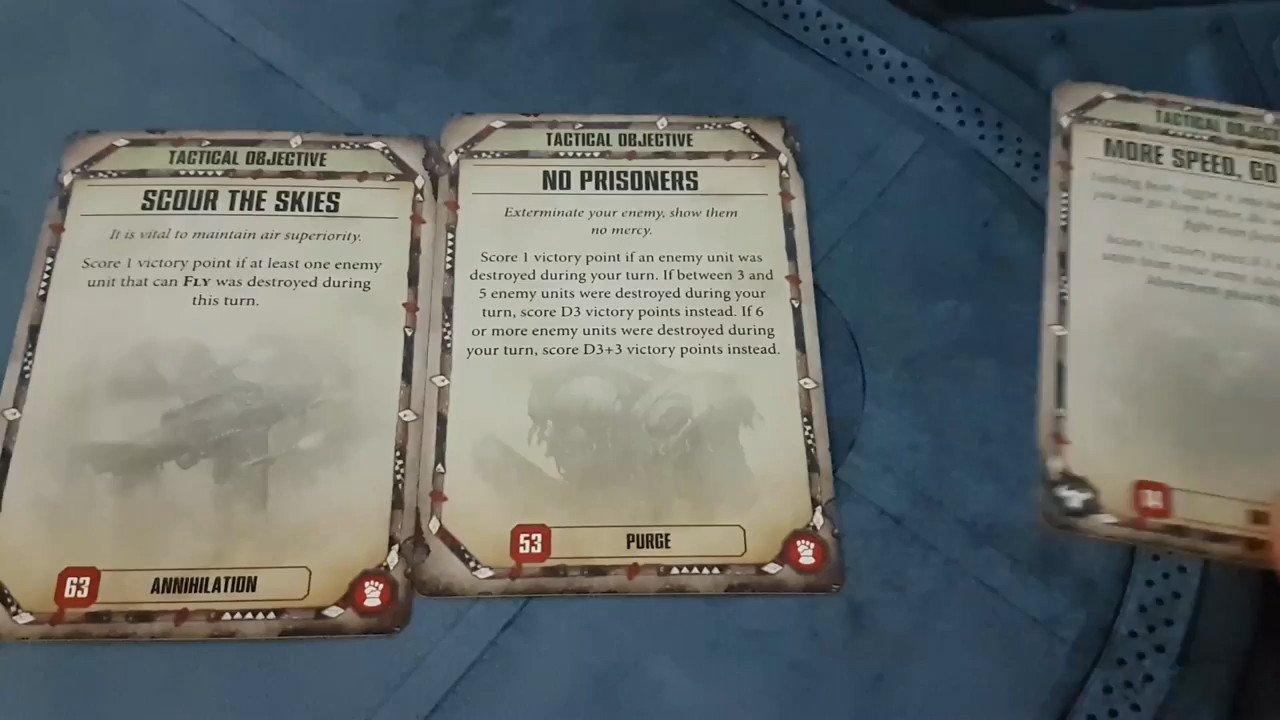 TACTICAL OBJECTIVE
SCOUR THE SKIES
It is vital to maintain air superiority.
Score 1 victory point if at least one enemy
unit that can FLY was destroyed during
this turn.
63
ANNIHILATION
TACTICAL OBJECTIVE
NO PRISONERS
Exterminate your enemy, show them
no mercy.
Score 1 victory point if an enemy unit was
destroyed during your turn. If between 3 and
5 enemy units were destroyed during your
turn, score D3 victory points instead. If 6
or more enemy units were destroyed during
your turn, score D3+3 victory points instead.
53
PURGE
TACTICAL
MORE SPEED,
14